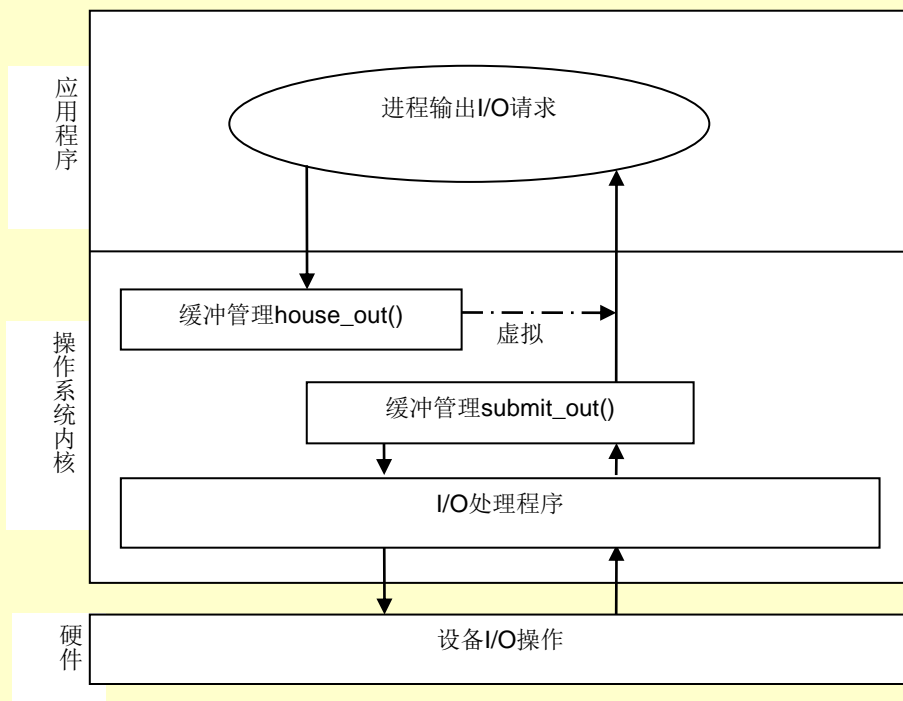 应用程序
进程输出I/O请求
操作系统内核
缓冲管理house_out()
虚拟
缓冲管理submit_out()
I/O处理程序
硬件
设备I/O操作